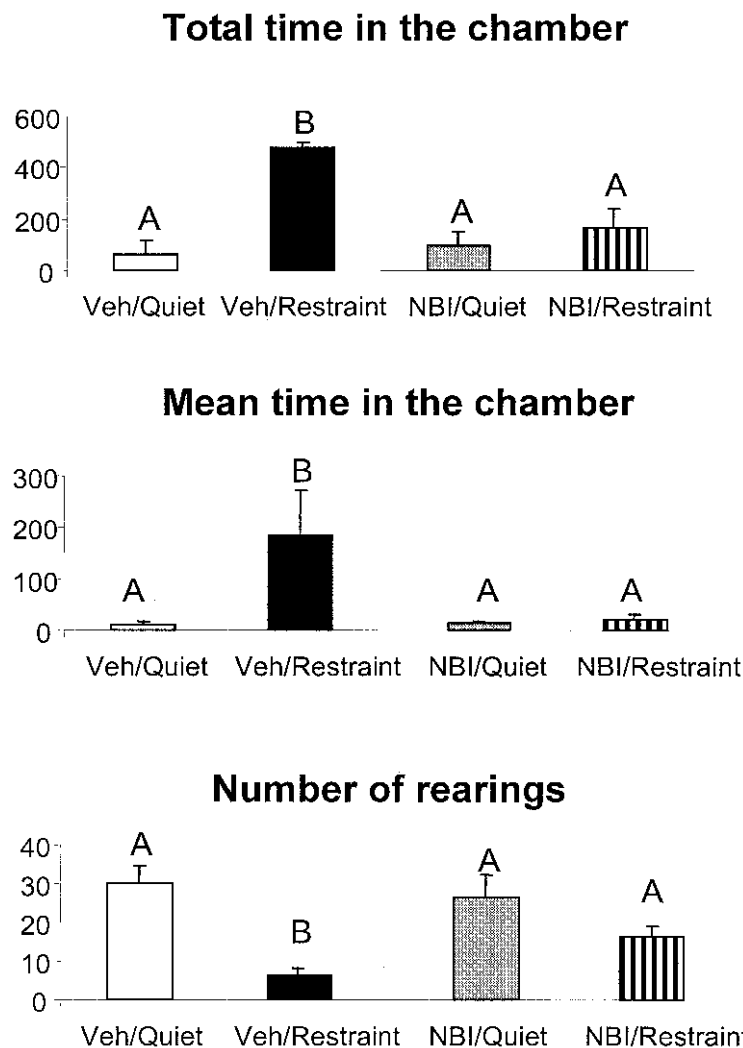 Total time in the chamber
600
B
400
A
A
200
A
0
Veh/Quiet Veh/Restraint NBI/Quiet NBI/Restraint
Mean time in the chamber
300
B
200
100
A
A
A
0
Veh/Quiet Veh/Restraint NBI/Quiet NBI/Restraint
Number of rearings
40
A
A
30
A
20
B
10
0
Veh/Quiet Veh/Restraint NBI/Quiet NBI/Restraint